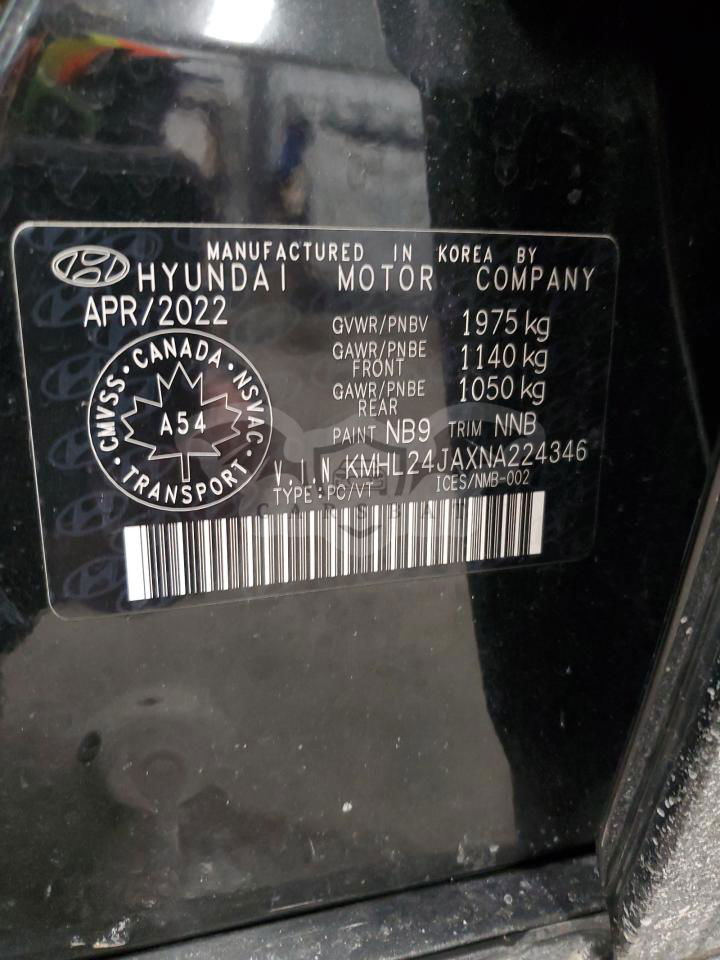 MANUFACTURED IN KOREA BY
HYUNDAI MOTOR COMPANY
APR/2022
GVWR/PNBV 1975 kg
GAWR/PNBE FRONT 1140 kg
GAWR/PNBE REAR 1050 kg
CMVSS · CANADA · NSVAC · TRANSPORT ·
A54
PAINT NB9 TRIM NNB
V.I.N KMHL24JAXNA224346
TYPE:PC/VT ICES/NMB-002